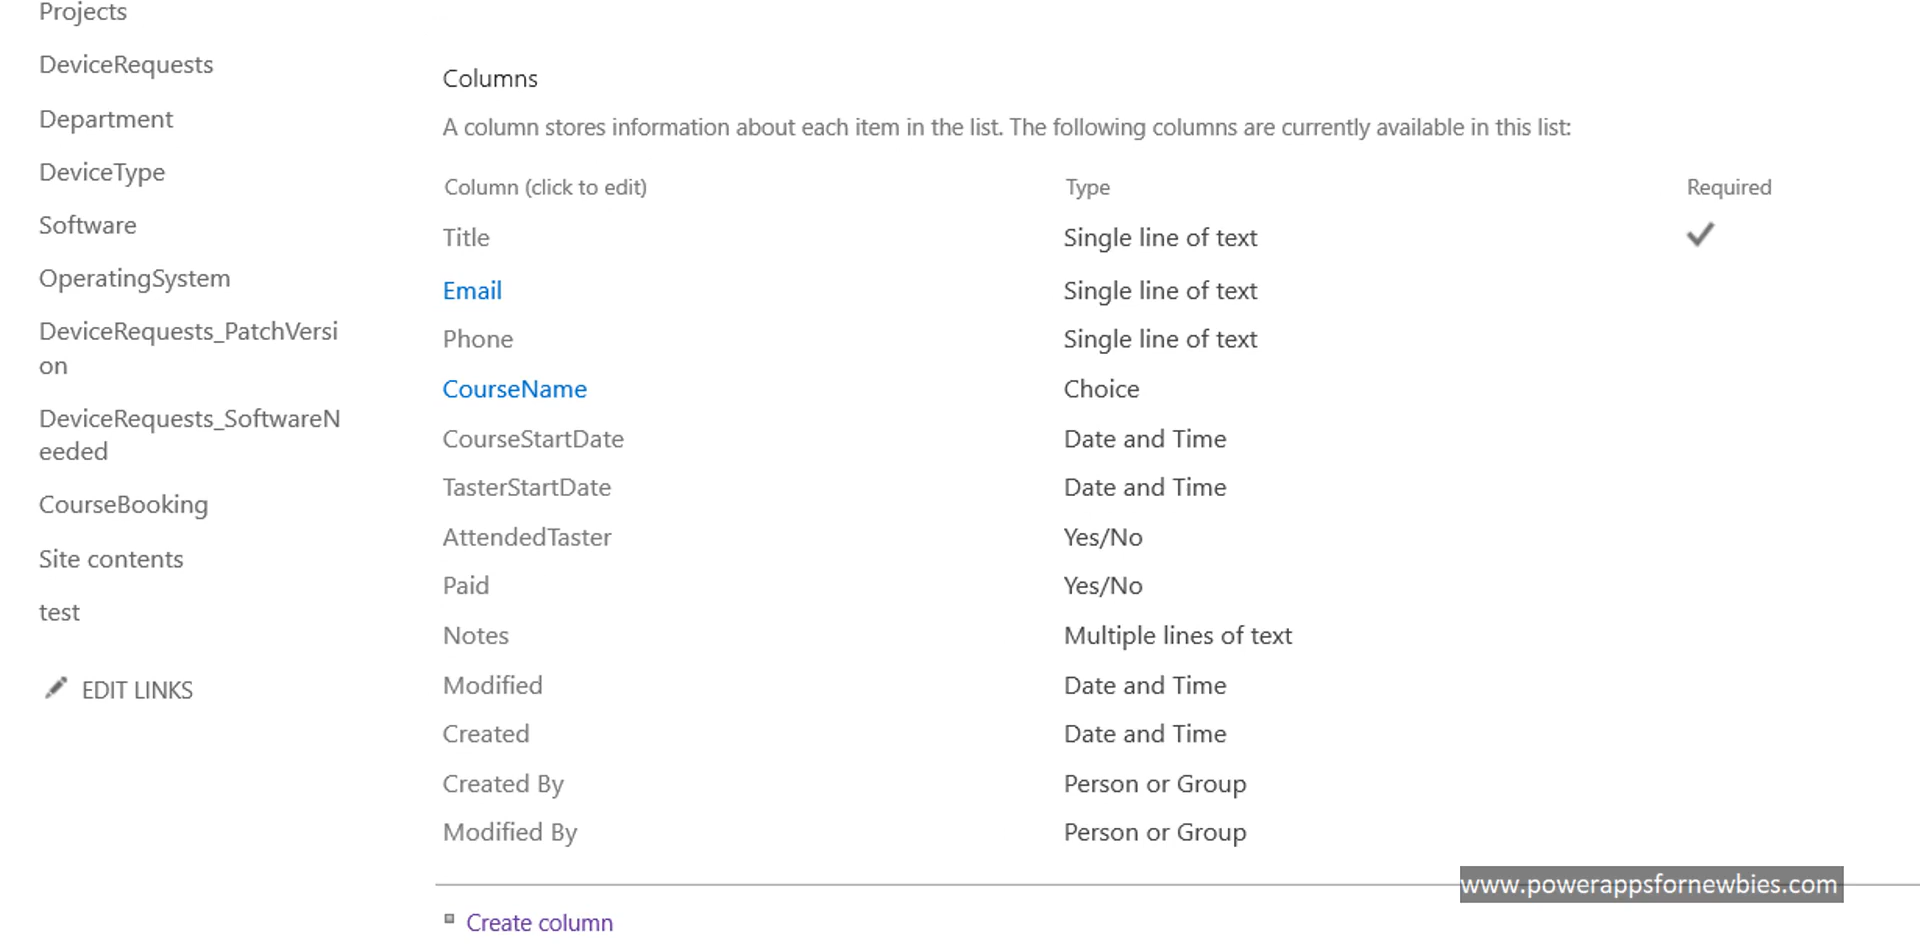 Projects
DeviceRequests
Department
DeviceType
Software
OperatingSystem
DeviceRequests_PatchVersi
on
DeviceRequests_SoftwareN
eeded
CourseBooking
Site contents
test
EDIT LINKS
Columns
A column stores information about each item in the list. The following columns are currently available in this list:
Column (click to edit) Type Required
Title Single line of text
Email Single line of text
Phone Single line of text
CourseName Choice
CourseStartDate Date and Time
TasterStartDate Date and Time
AttendedTaster Yes/No
Paid Yes/No
Notes Multiple lines of text
Modified Date and Time
Created Date and Time
Created By Person or Group
Modified By Person or Group
www.powerappsfornewbies.com
Create column